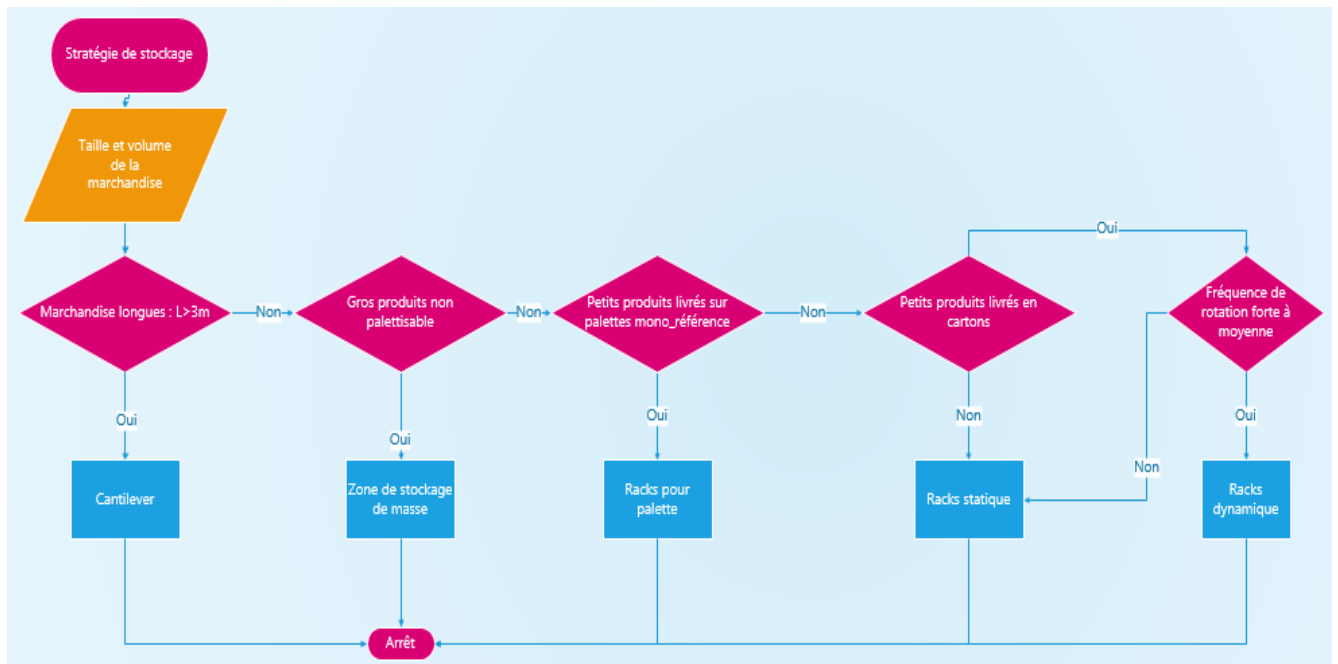 Stratégie de stockage
Taille et volume
de la
marchandise
Marchandise longues : L>3m
Non
Gros produits non
palettisable
Non
Petits produits livrés sur
palettes mono_référence
Non
Petits produits livrés en
cartons
Oui
Fréquence de
rotation forte à
moyenne
Oui
Oui
Oui
Non
Non
Oui
Cantilever
Zone de stockage
de masse
Racks pour
palette
Racks statique
Racks
dynamique
Arrêt